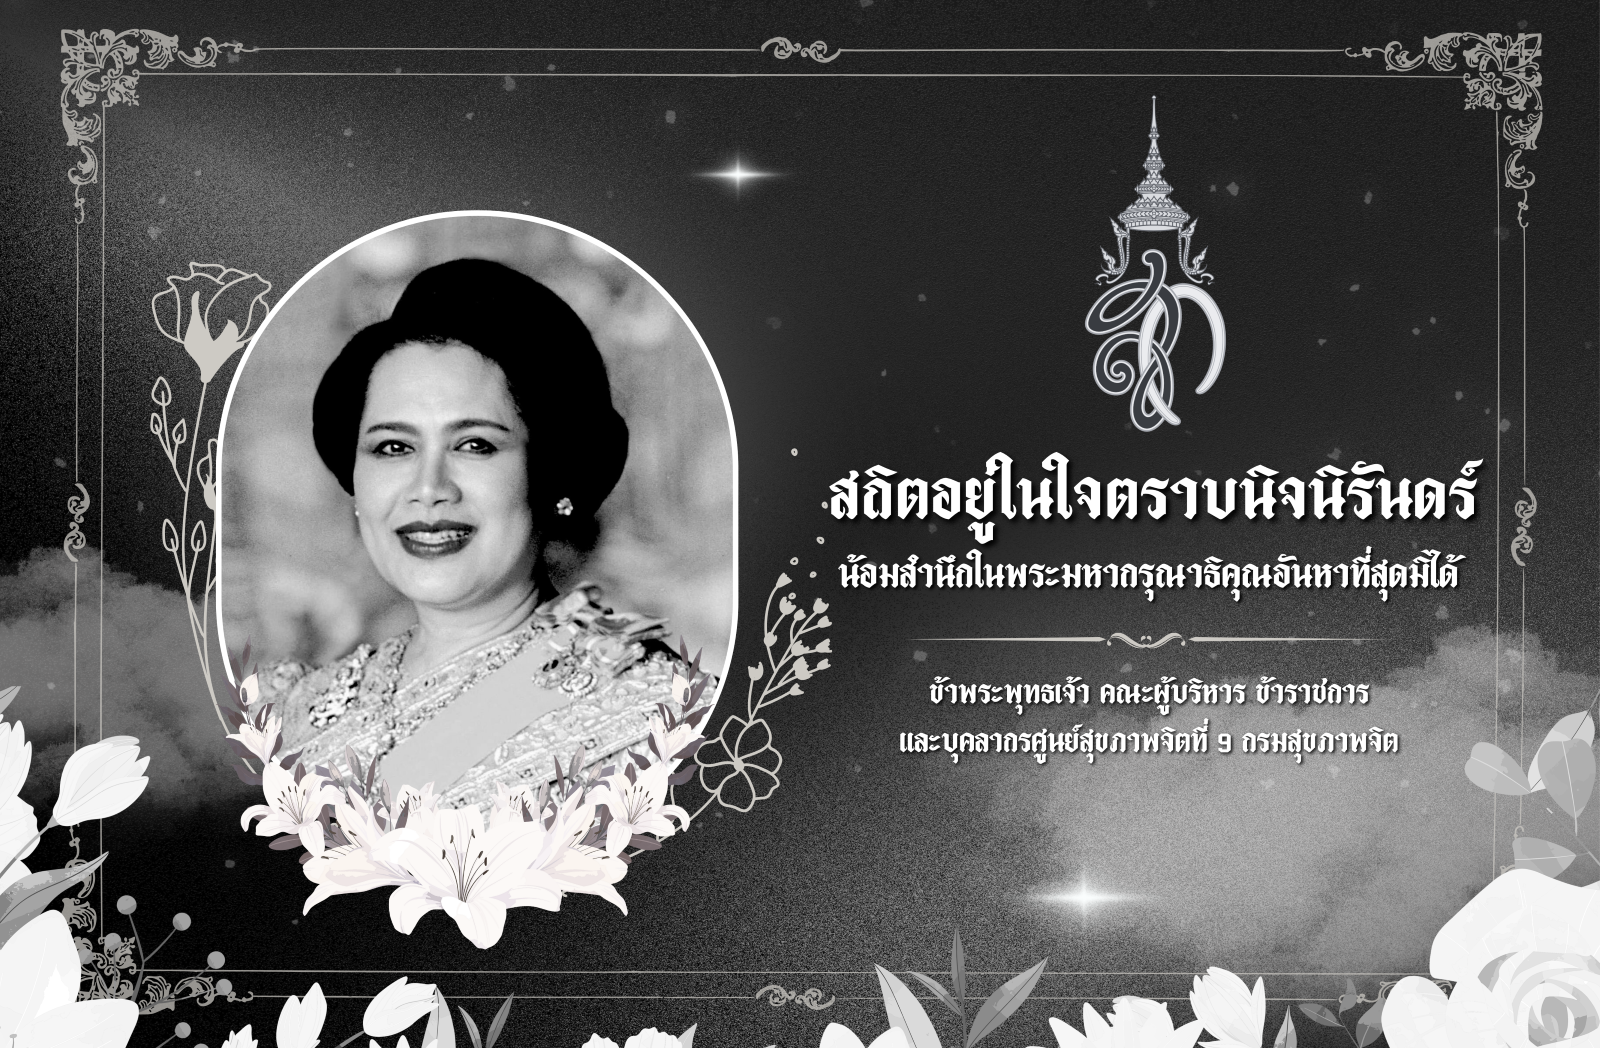 สถิตอยู่ในใจตราบนิจนิรันดร์
น้อมสำนึกในพระมหากรุณาธิคุณอันหาที่สุดมิได้
ข้าพระพุทธเจ้า คณะผู้บริหาร ข้าราชการ
และบุคลากรศูนย์สุขภาพจิตที่ ๑ กรมสุขภาพจิต